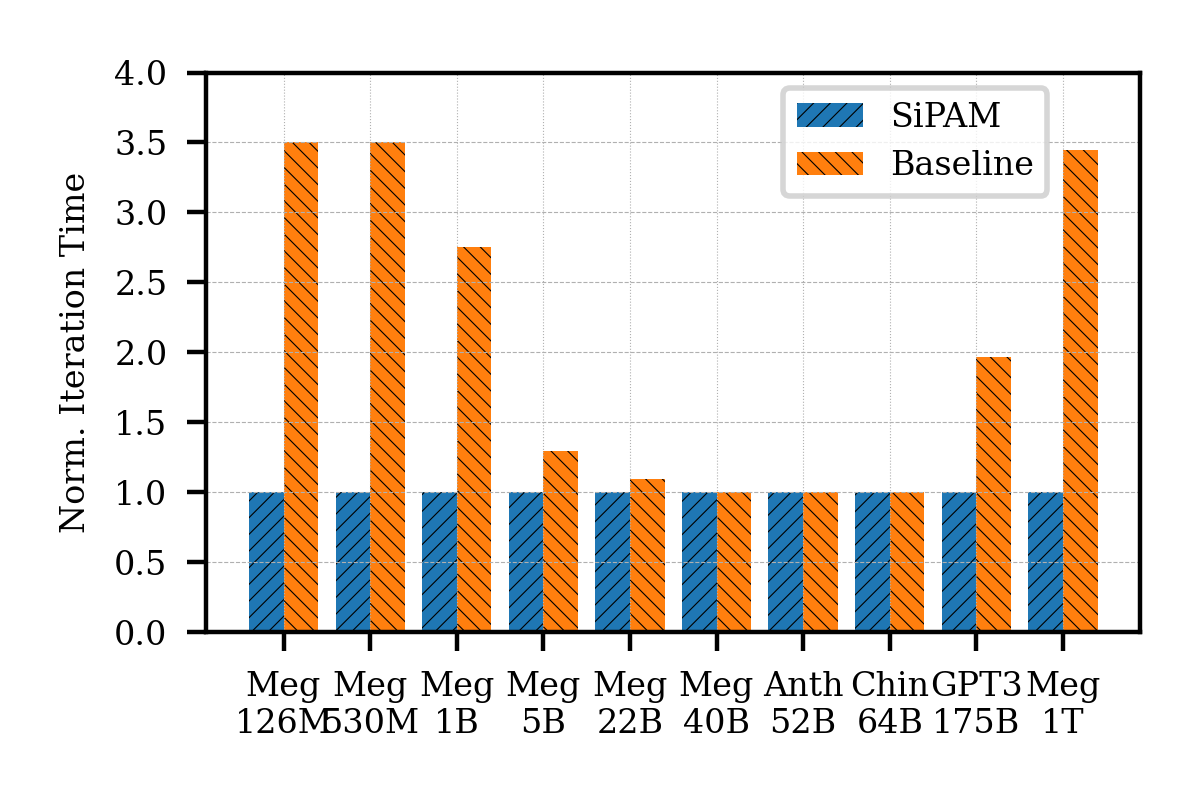 4.0
3.5
3.0
2.5
2.0
1.5
1.0
0.5
0.0
Norm. Iteration Time
SiPAM
Baseline
Meg Meg Meg Meg Meg Meg Anth Chin GPT3 Meg
126M 530M 1B 5B 22B 40B 52B 64B 175B 1T